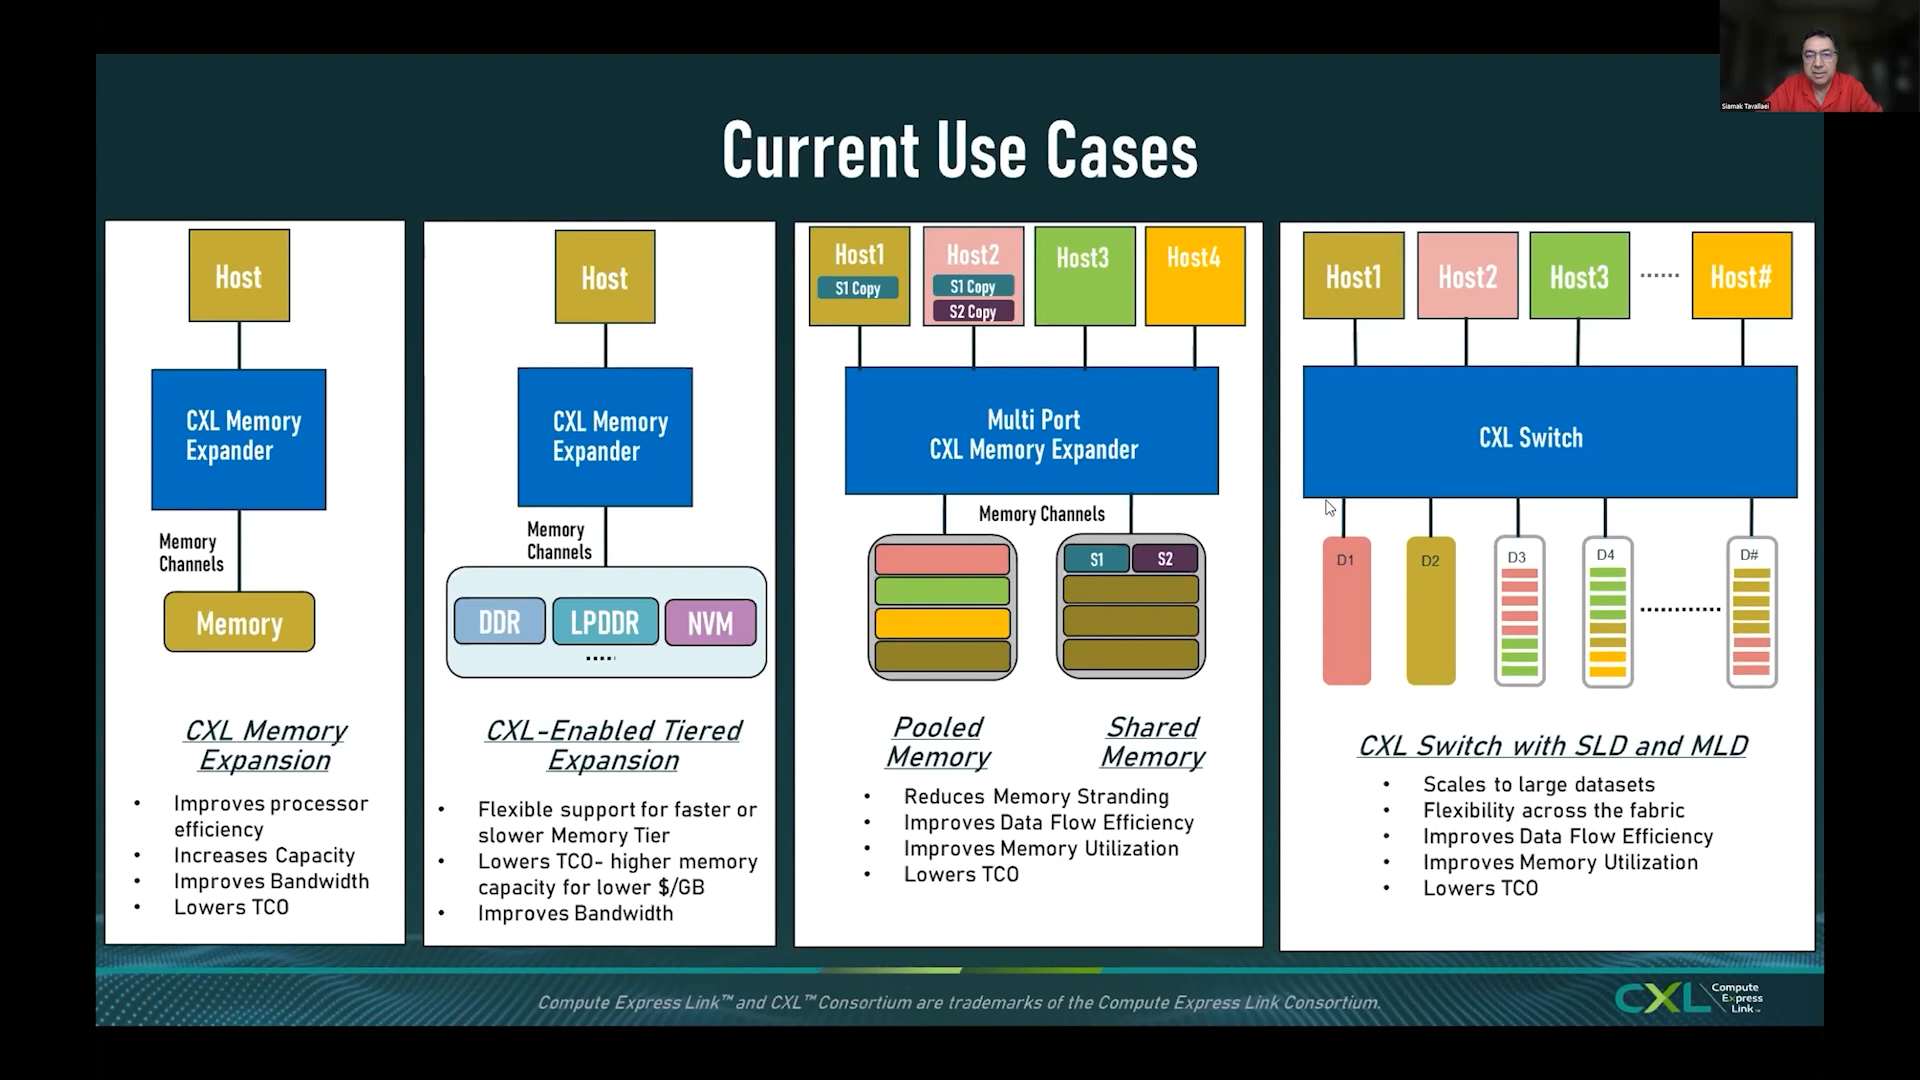 Siamak Tavallaei
Current Use Cases
Host
CXL Memory
Expander
Memory
Channels
Memory
CXL Memory
Expansion
• Improves processor
efficiency
• Increases Capacity
• Improves Bandwidth
• Lowers TCO
Host
CXL Memory
Expander
Memory
Channels
DDR LPDDR NVM
.....
CXL-Enabled Tiered
Expansion
• Flexible support for faster or
slower Memory Tier
• Lowers TCO- higher memory
capacity for lower $/GB
• Improves Bandwidth
Host1 Host2 Host3 Host4
S1 Copy S1 Copy
S2 Copy
Multi Port
CXL Memory Expander
Memory Channels
S1 S2
Pooled
Memory
Shared
Memory
• Reduces Memory Stranding
• Improves Data Flow Efficiency
• Improves Memory Utilization
• Lowers TCO
Host1 Host2 Host3 ...... Host#
CXL Switch
D1 D2 D3 D4 D#
CXL Switch with SLD and MLD
• Scales to large datasets
• Flexibility across the fabric
• Improves Data Flow Efficiency
• Improves Memory Utilization
• Lowers TCO
Compute Express Link™ and CXL™ Consortium are trademarks of the Compute Express Link Consortium.
CXL
Compute
Express
Link™